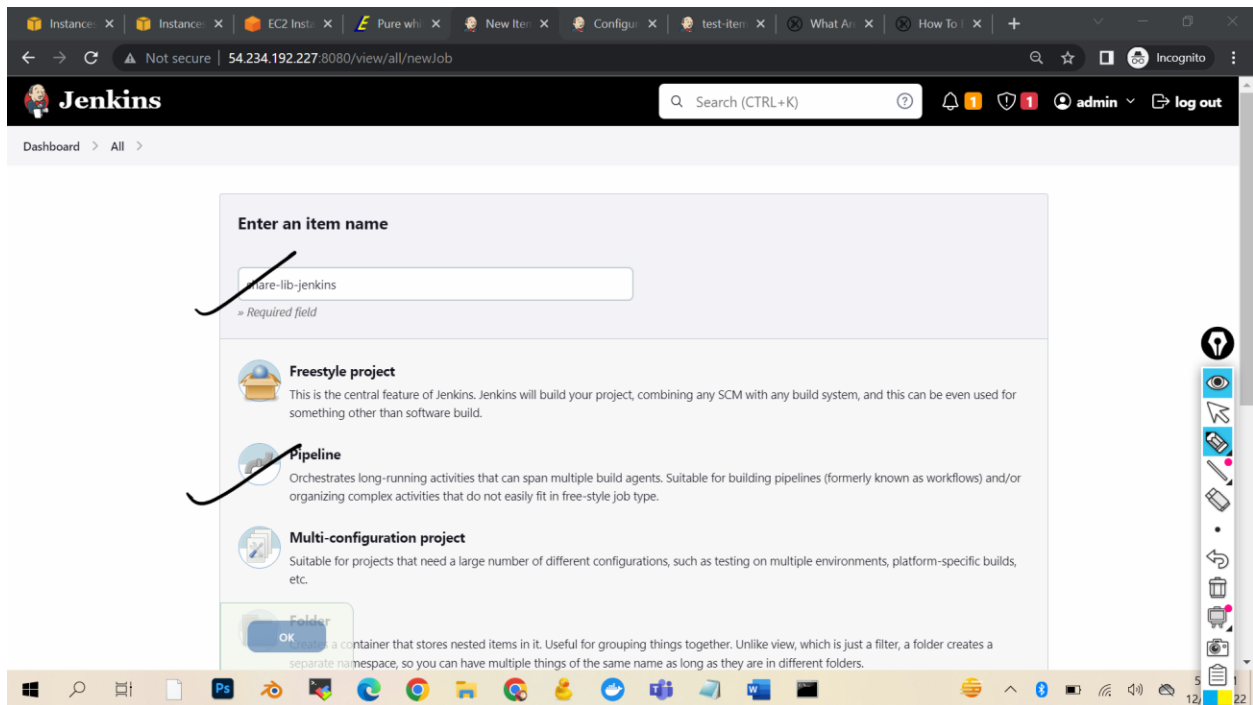 Instances
Instances
EC2 Insta
Pure whi
New Item
Configur
test-item
What Are
How To
Not secure
54.234.192.227:8080/view/all/newJob
Incognito
Jenkins
Search (CTRL+K)
1
1
admin
log out
Dashboard
All
Enter an item name
share-lib-jenkins
» Required field
Freestyle project
This is the central feature of Jenkins. Jenkins will build your project, combining any SCM with any build system, and this can be even used for
something other than software build.
Pipeline
Orchestrates long-running activities that can span multiple build agents. Suitable for building pipelines (formerly known as workflows) and/or
organizing complex activities that do not easily fit in free-style job type.
Multi-configuration project
Suitable for projects that need a large number of different configurations, such as testing on multiple environments, platform-specific builds,
etc.
Folder
OK
Creates a container that stores nested items in it. Useful for grouping things together. Unlike view, which is just a filter, a folder creates a
separate namespace, so you can have multiple things of the same name as long as they are in different folders.
Ps